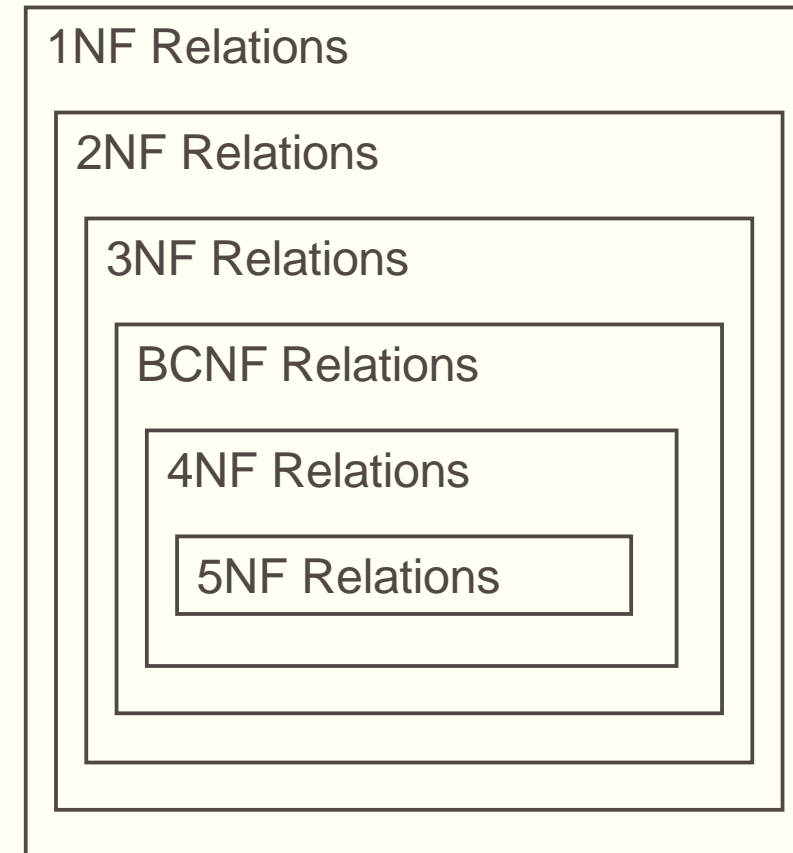 1NF Relations
2NF Relations
3NF Relations
BCNF Relations
4NF Relations
5NF Relations